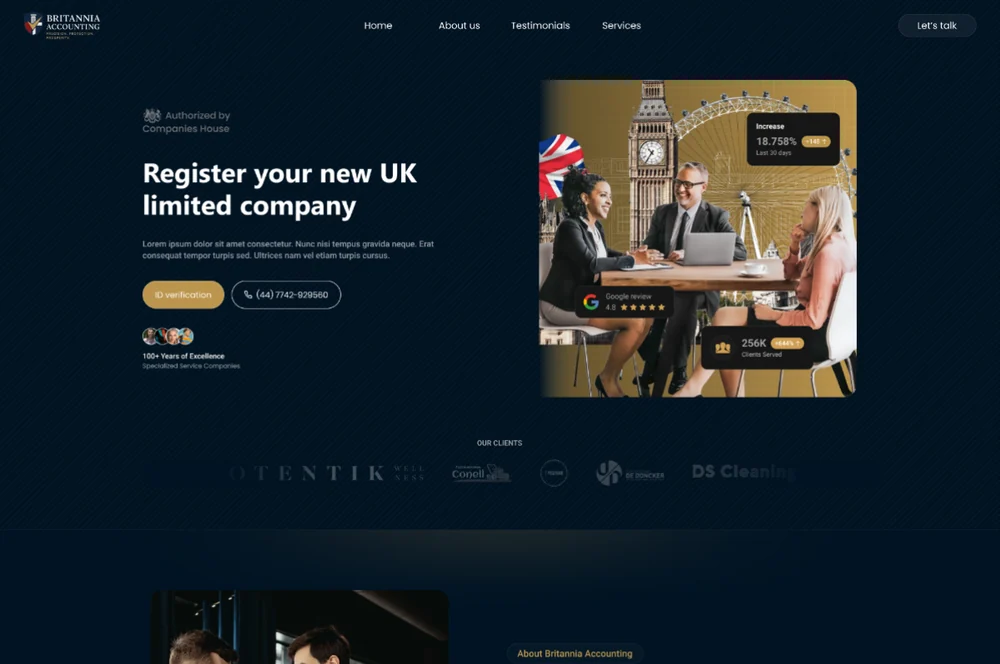 BRITANNIA
ACCOUNTING
Home
About us
Testimonials
Services
Let's talk
Authorized by
Companies House
Register your new UK
limited company
Lorem ipsum dolor sit amet consectetur. Nunc nisi tempus gravida neque. Erat
consequat tempor turpis sed. Ultrices nam vel etiam turpis cursus.
ID verification
(44) 7742-929560
100+ Years of Excellence
Specialized Service Companies
Increase
18.758%
Last 30 days
Google review
4.8
256K
Clients Served
OUR CLIENTS
OTENTIK
WELL
NESS
Conell
DE DONCKER
DS Cleaning
About Britannia Accounting